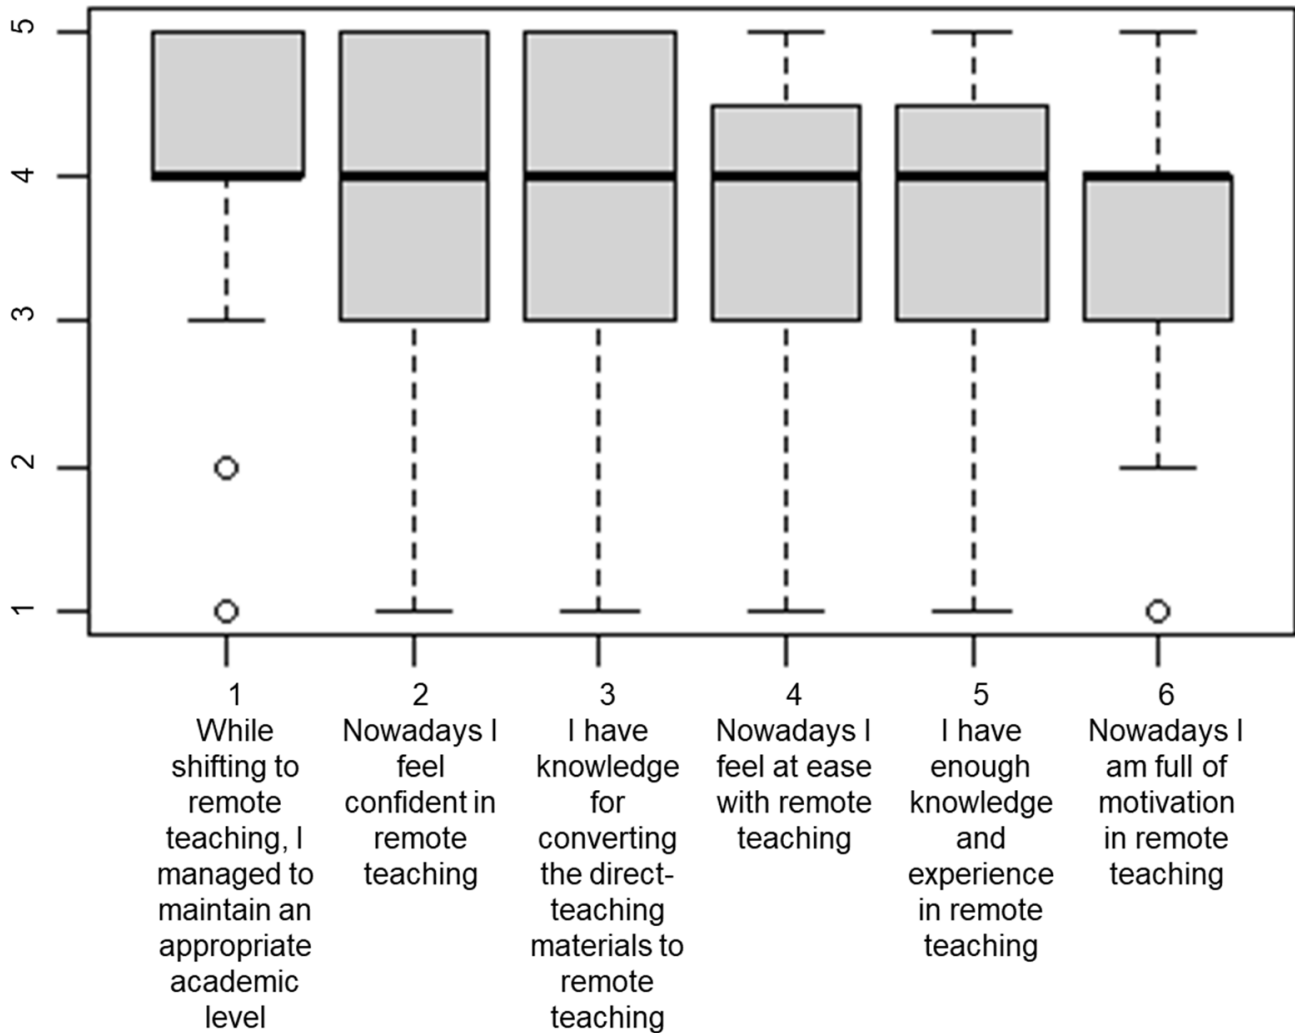 5
4
3
2
1
1
While
shifting to
remote
teaching, I
managed to
maintain an
appropriate
academic
level
2
Nowadays I
feel
confident in
remote
teaching
3
I have
knowledge
for
converting
the direct-
teaching
materials to
remote
teaching
4
Nowadays I
feel at ease
with remote
teaching
5
I have
enough
knowledge
and
experience
in remote
teaching
6
Nowadays I
am full of
motivation
in remote
teaching